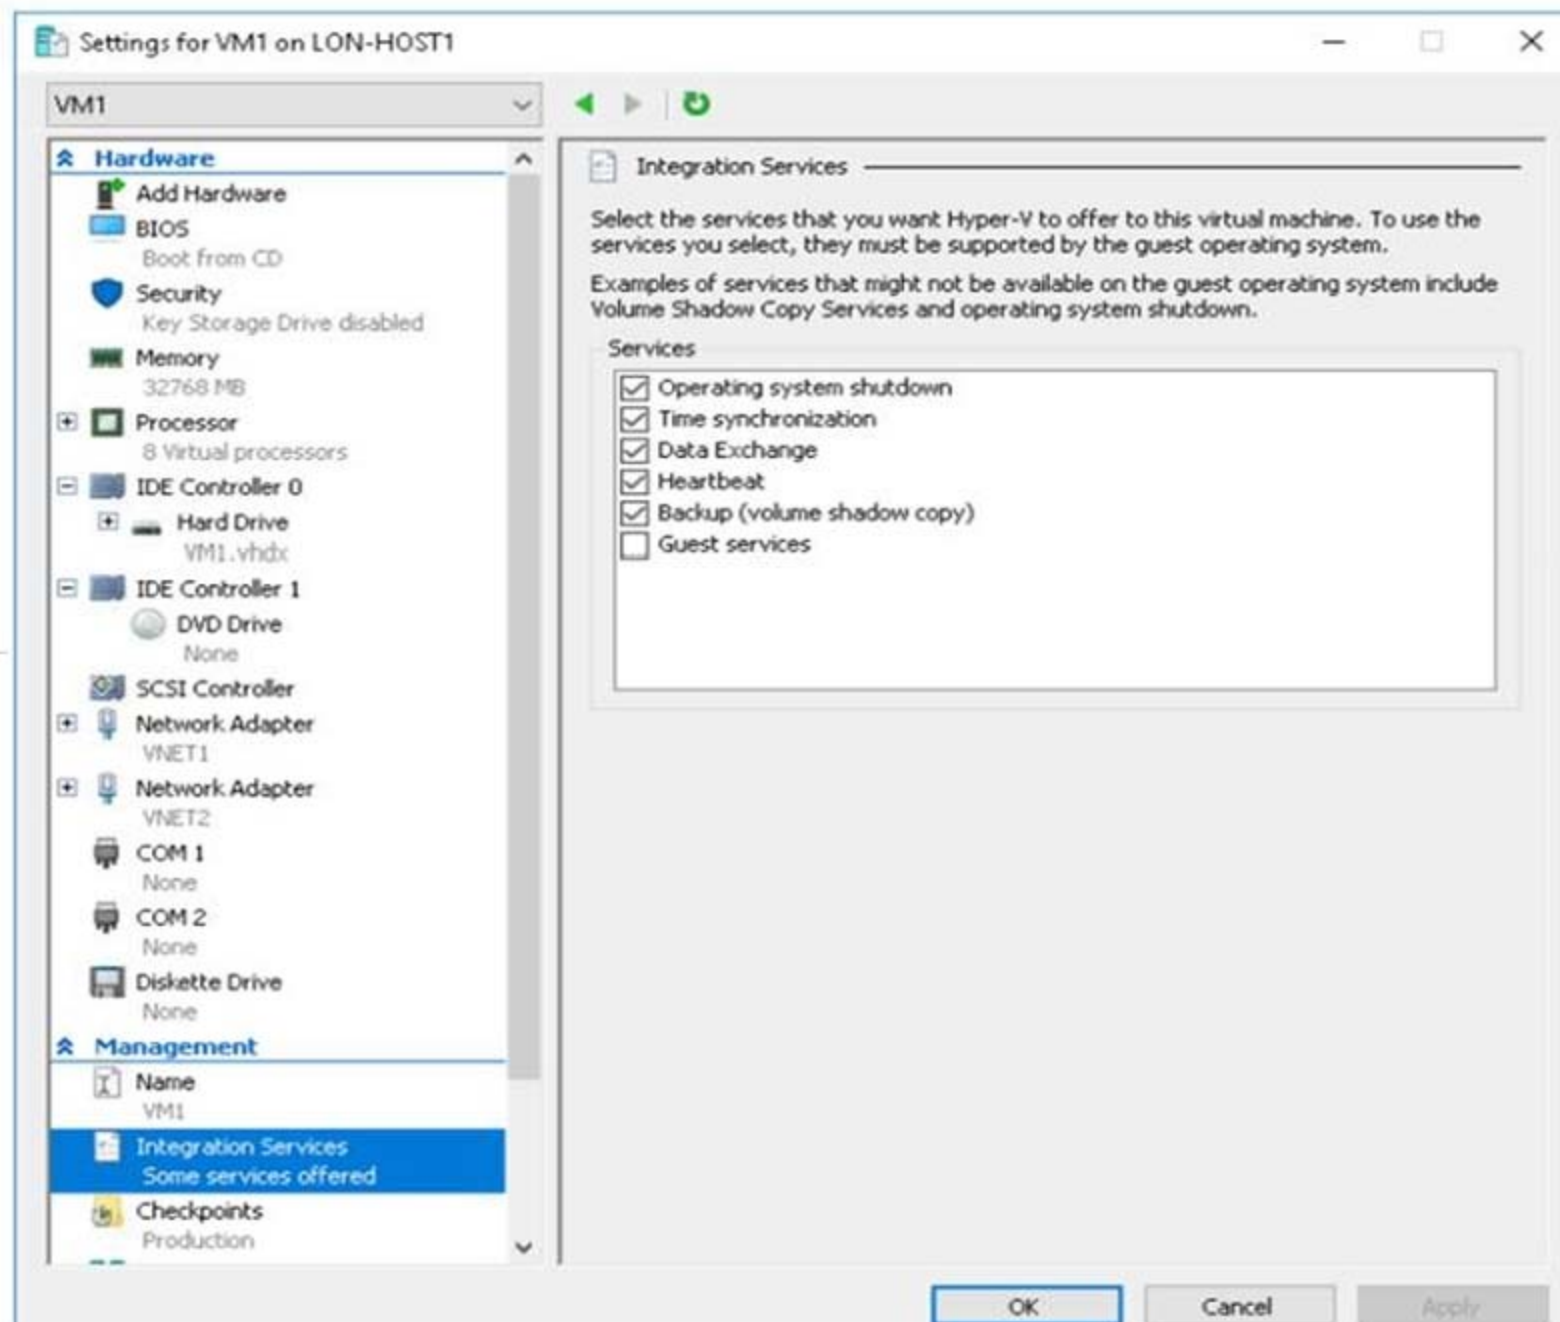 Settings for VM1 on LON-HOST1
VM1
Hardware
Add Hardware
BIOS
Boot from CD
Security
Key Storage Drive disabled
Memory
32768 MB
Processor
8 Virtual processors
IDE Controller 0
Hard Drive
VM1.vhdx
IDE Controller 1
DVD Drive
None
SCSI Controller
Network Adapter
VNET1
Network Adapter
VNET2
COM 1
None
COM 2
None
Diskette Drive
None
Management
Name
VM1
Integration Services
Some services offered
Checkpoints
Production
Integration Services
Select the services that you want Hyper-V to offer to this virtual machine. To use the
services you select, they must be supported by the guest operating system.
Examples of services that might not be available on the guest operating system include
Volume Shadow Copy Services and operating system shutdown.
Services
Operating system shutdown
Time synchronization
Data Exchange
Heartbeat
Backup (volume shadow copy)
Guest services
OK
Cancel
Apply